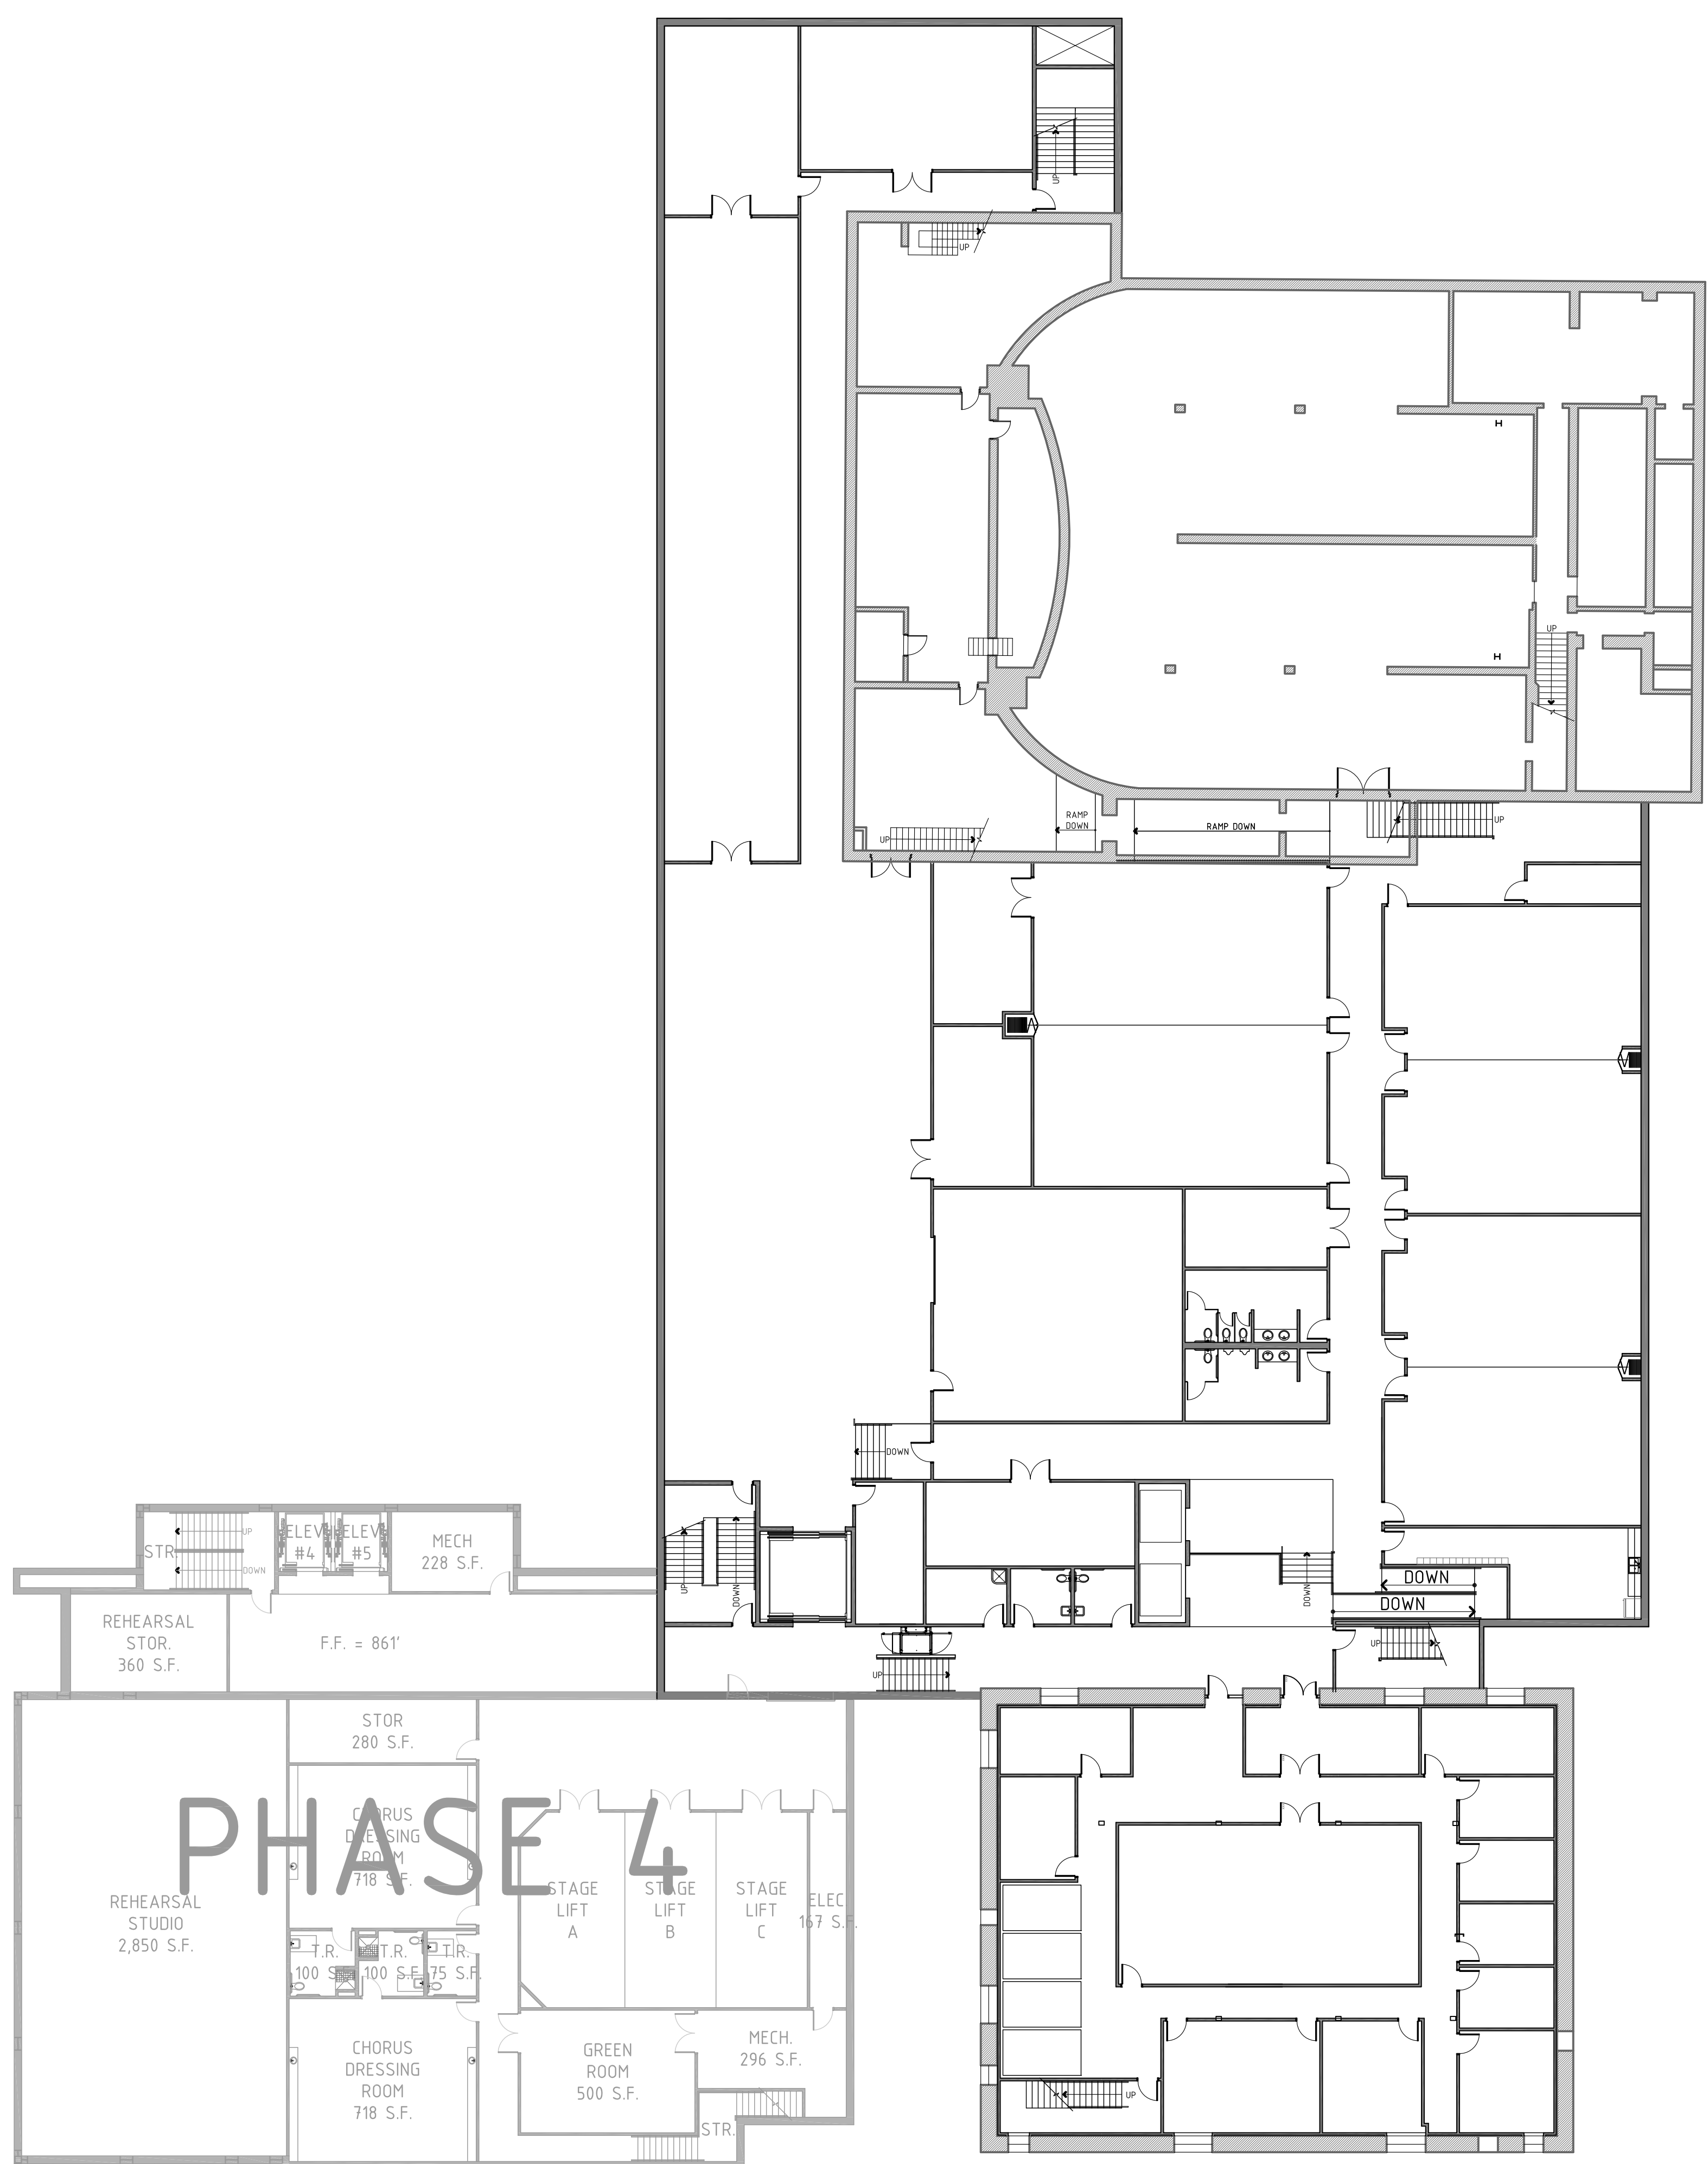 UP
UP
UP
RAMP
DOWN
RAMP DOWN
UP
UP
DOWN
UP
DOWN
DOWN
DOWN
DOWN
UP
UP
STR.
UP
DOWN
ELEV
#4
ELEV
#5
MECH
228 S.F.
REHEARSAL
STOR.
360 S.F.
F.F. = 861'
STOR
280 S.F.
PHASE 4
CHORUS
DRESSING
ROOM
718 S.F.
REHEARSAL
STUDIO
2,850 S.F.
STAGE
LIFT
A
STAGE
LIFT
B
STAGE
LIFT
C
ELEC
167 S.F.
T.R.
100 S.F.
T.R.
100 S.F.
T.R.
75 S.F.
CHORUS
DRESSING
ROOM
718 S.F.
GREEN
ROOM
500 S.F.
MECH.
296 S.F.
STR.
UP